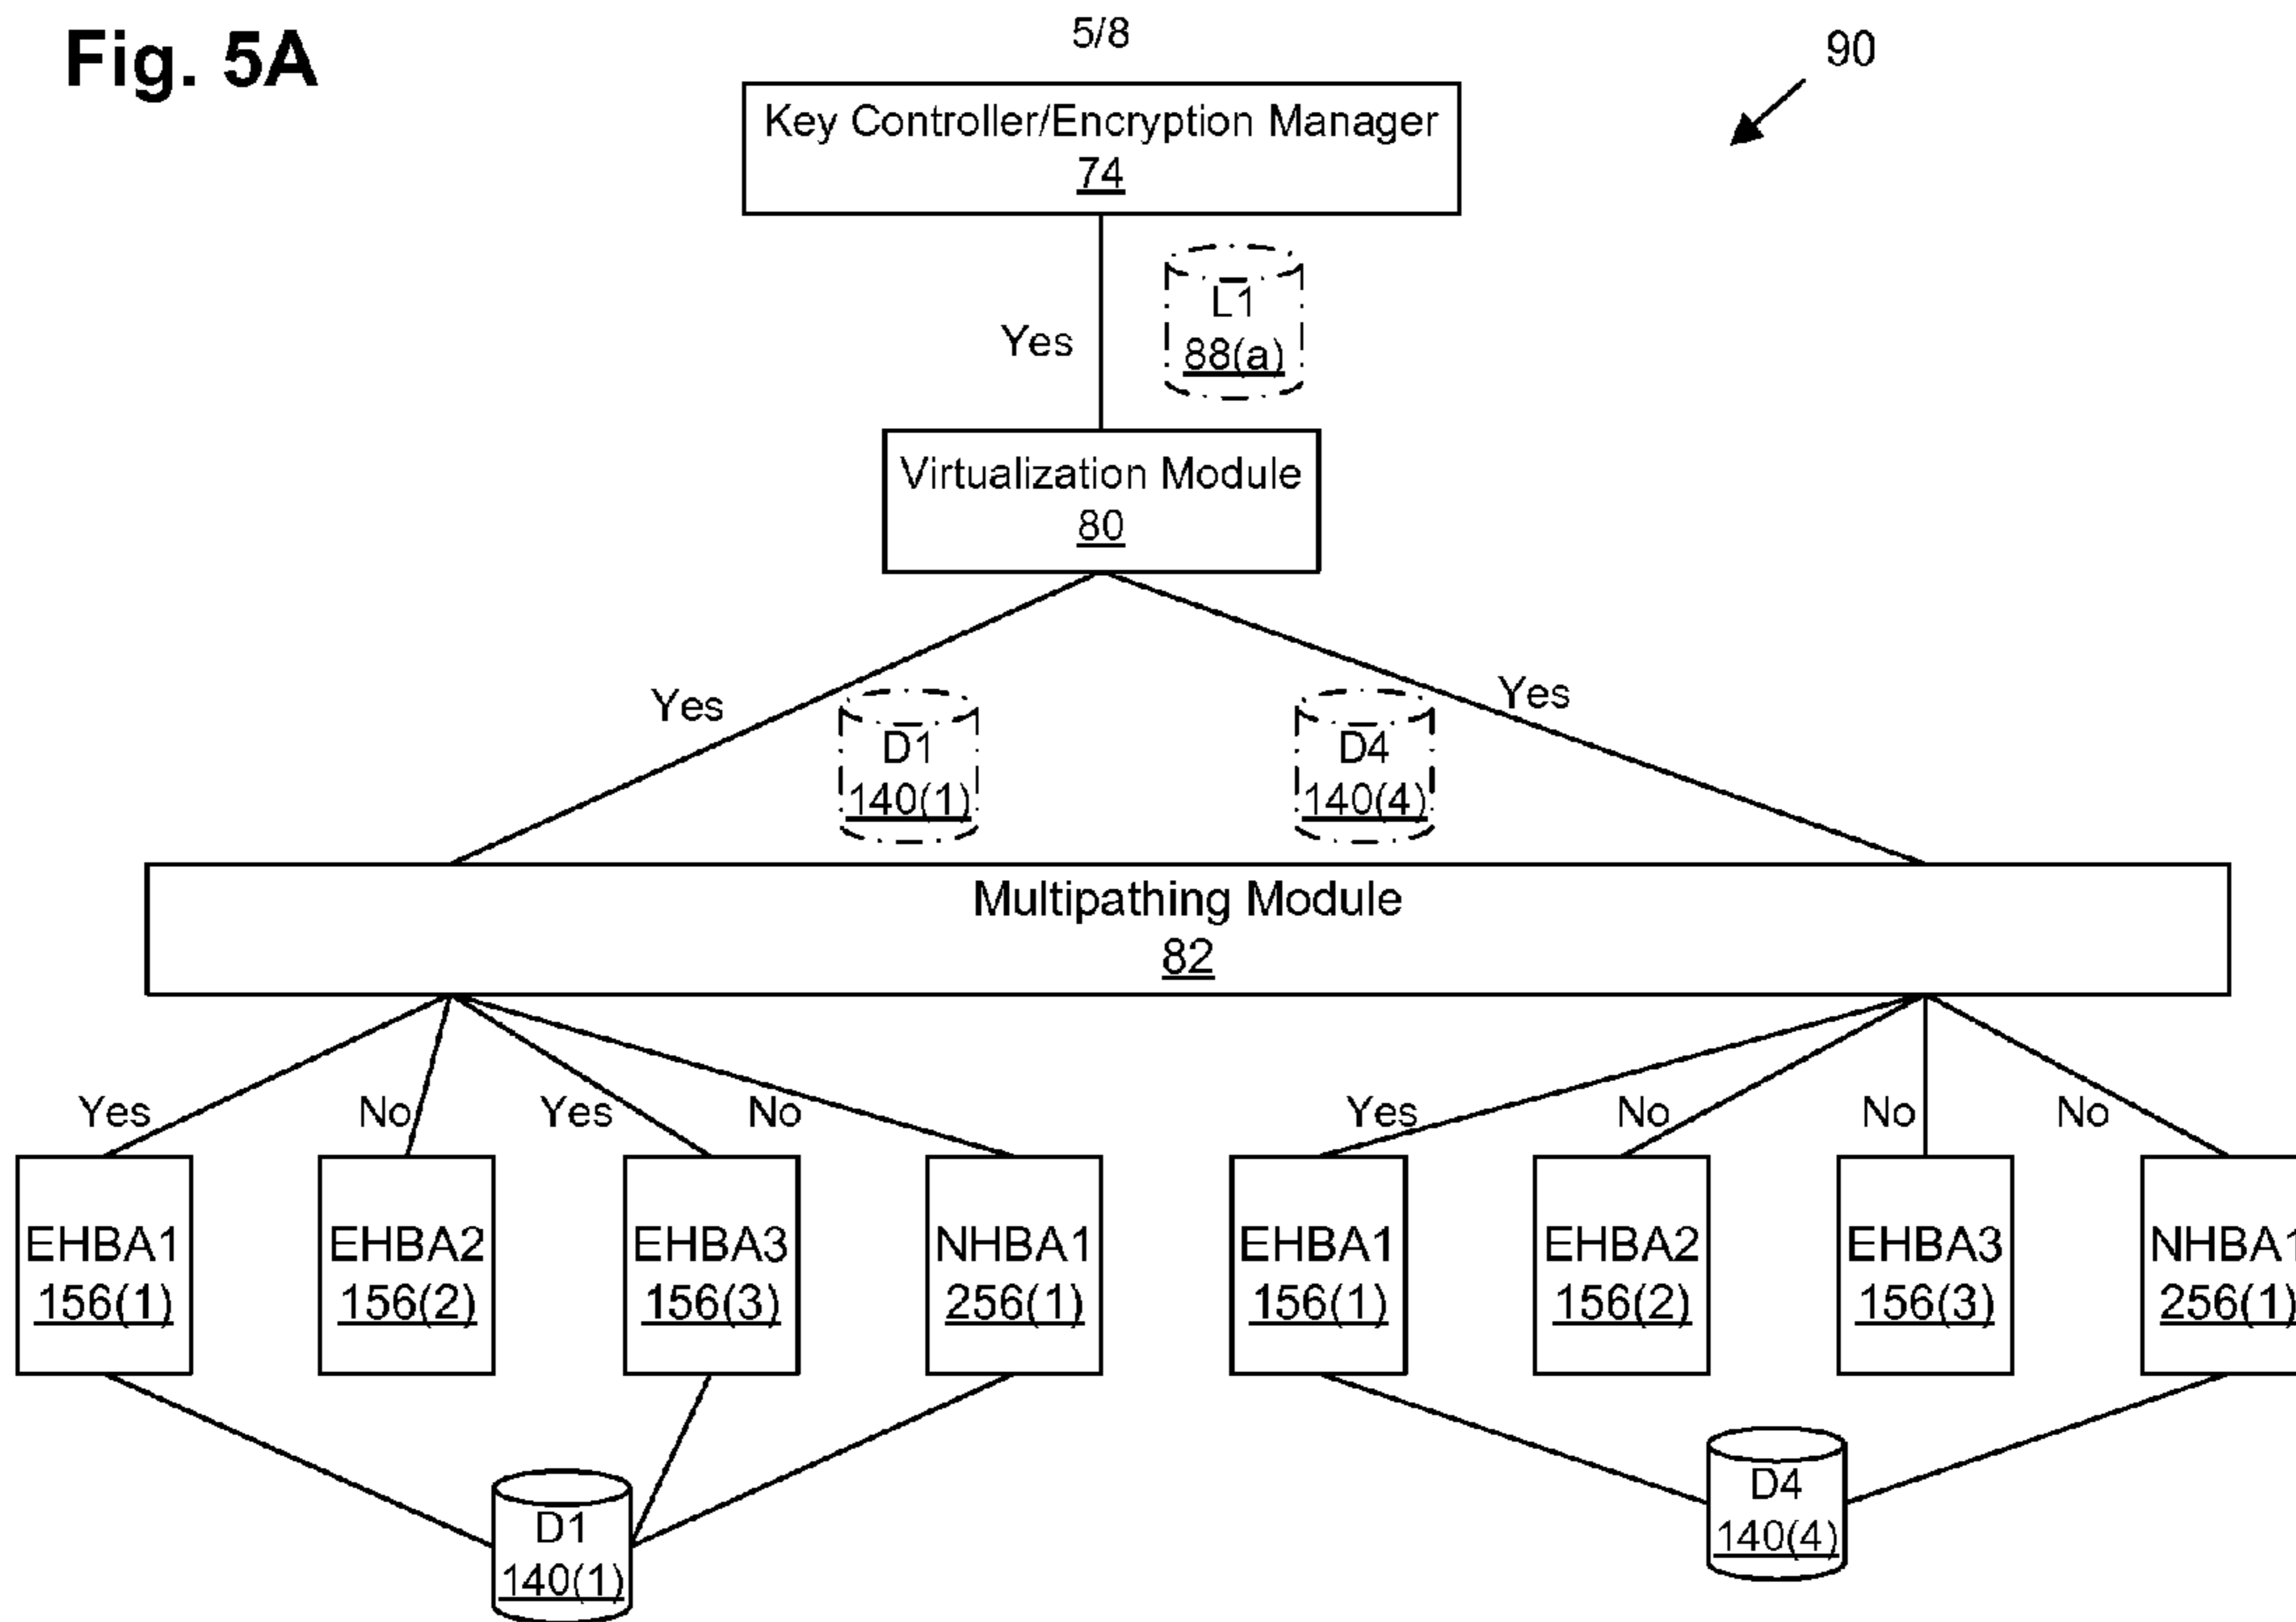 Fig. 5A
5/8
90
Key Controller/Encryption Manager
74
L1
88(a)
Yes
Virtualization Module
80
Yes
Yes
D1
140(1)
D4
140(4)
Multipathing Module
82
Yes
No
Yes
No
Yes
No
No
No
EHBA1
156(1)
EHBA2
156(2)
EHBA3
156(3)
NHBA1
256(1)
EHBA1
156(1)
EHBA2
156(2)
EHBA3
156(3)
NHBA1
256(1)
D1
140(1)
D4
140(4)